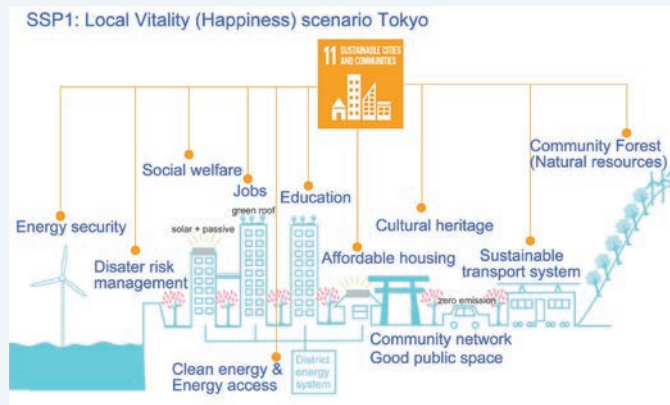 SSP1: Local Vitality (Happiness) scenario Tokyo
11 SUSTAINABLE CITIES
AND COMMUNITIES
Community Forest
(Natural resources)
Social welfare
Jobs
Education
green roof
Cultural heritage
Energy security
solar + passive
Disater risk
management
Affordable housing
Sustainable
transport system
zero emission
Community network
Good public space
Clean energy &
Energy access
District
energy
system